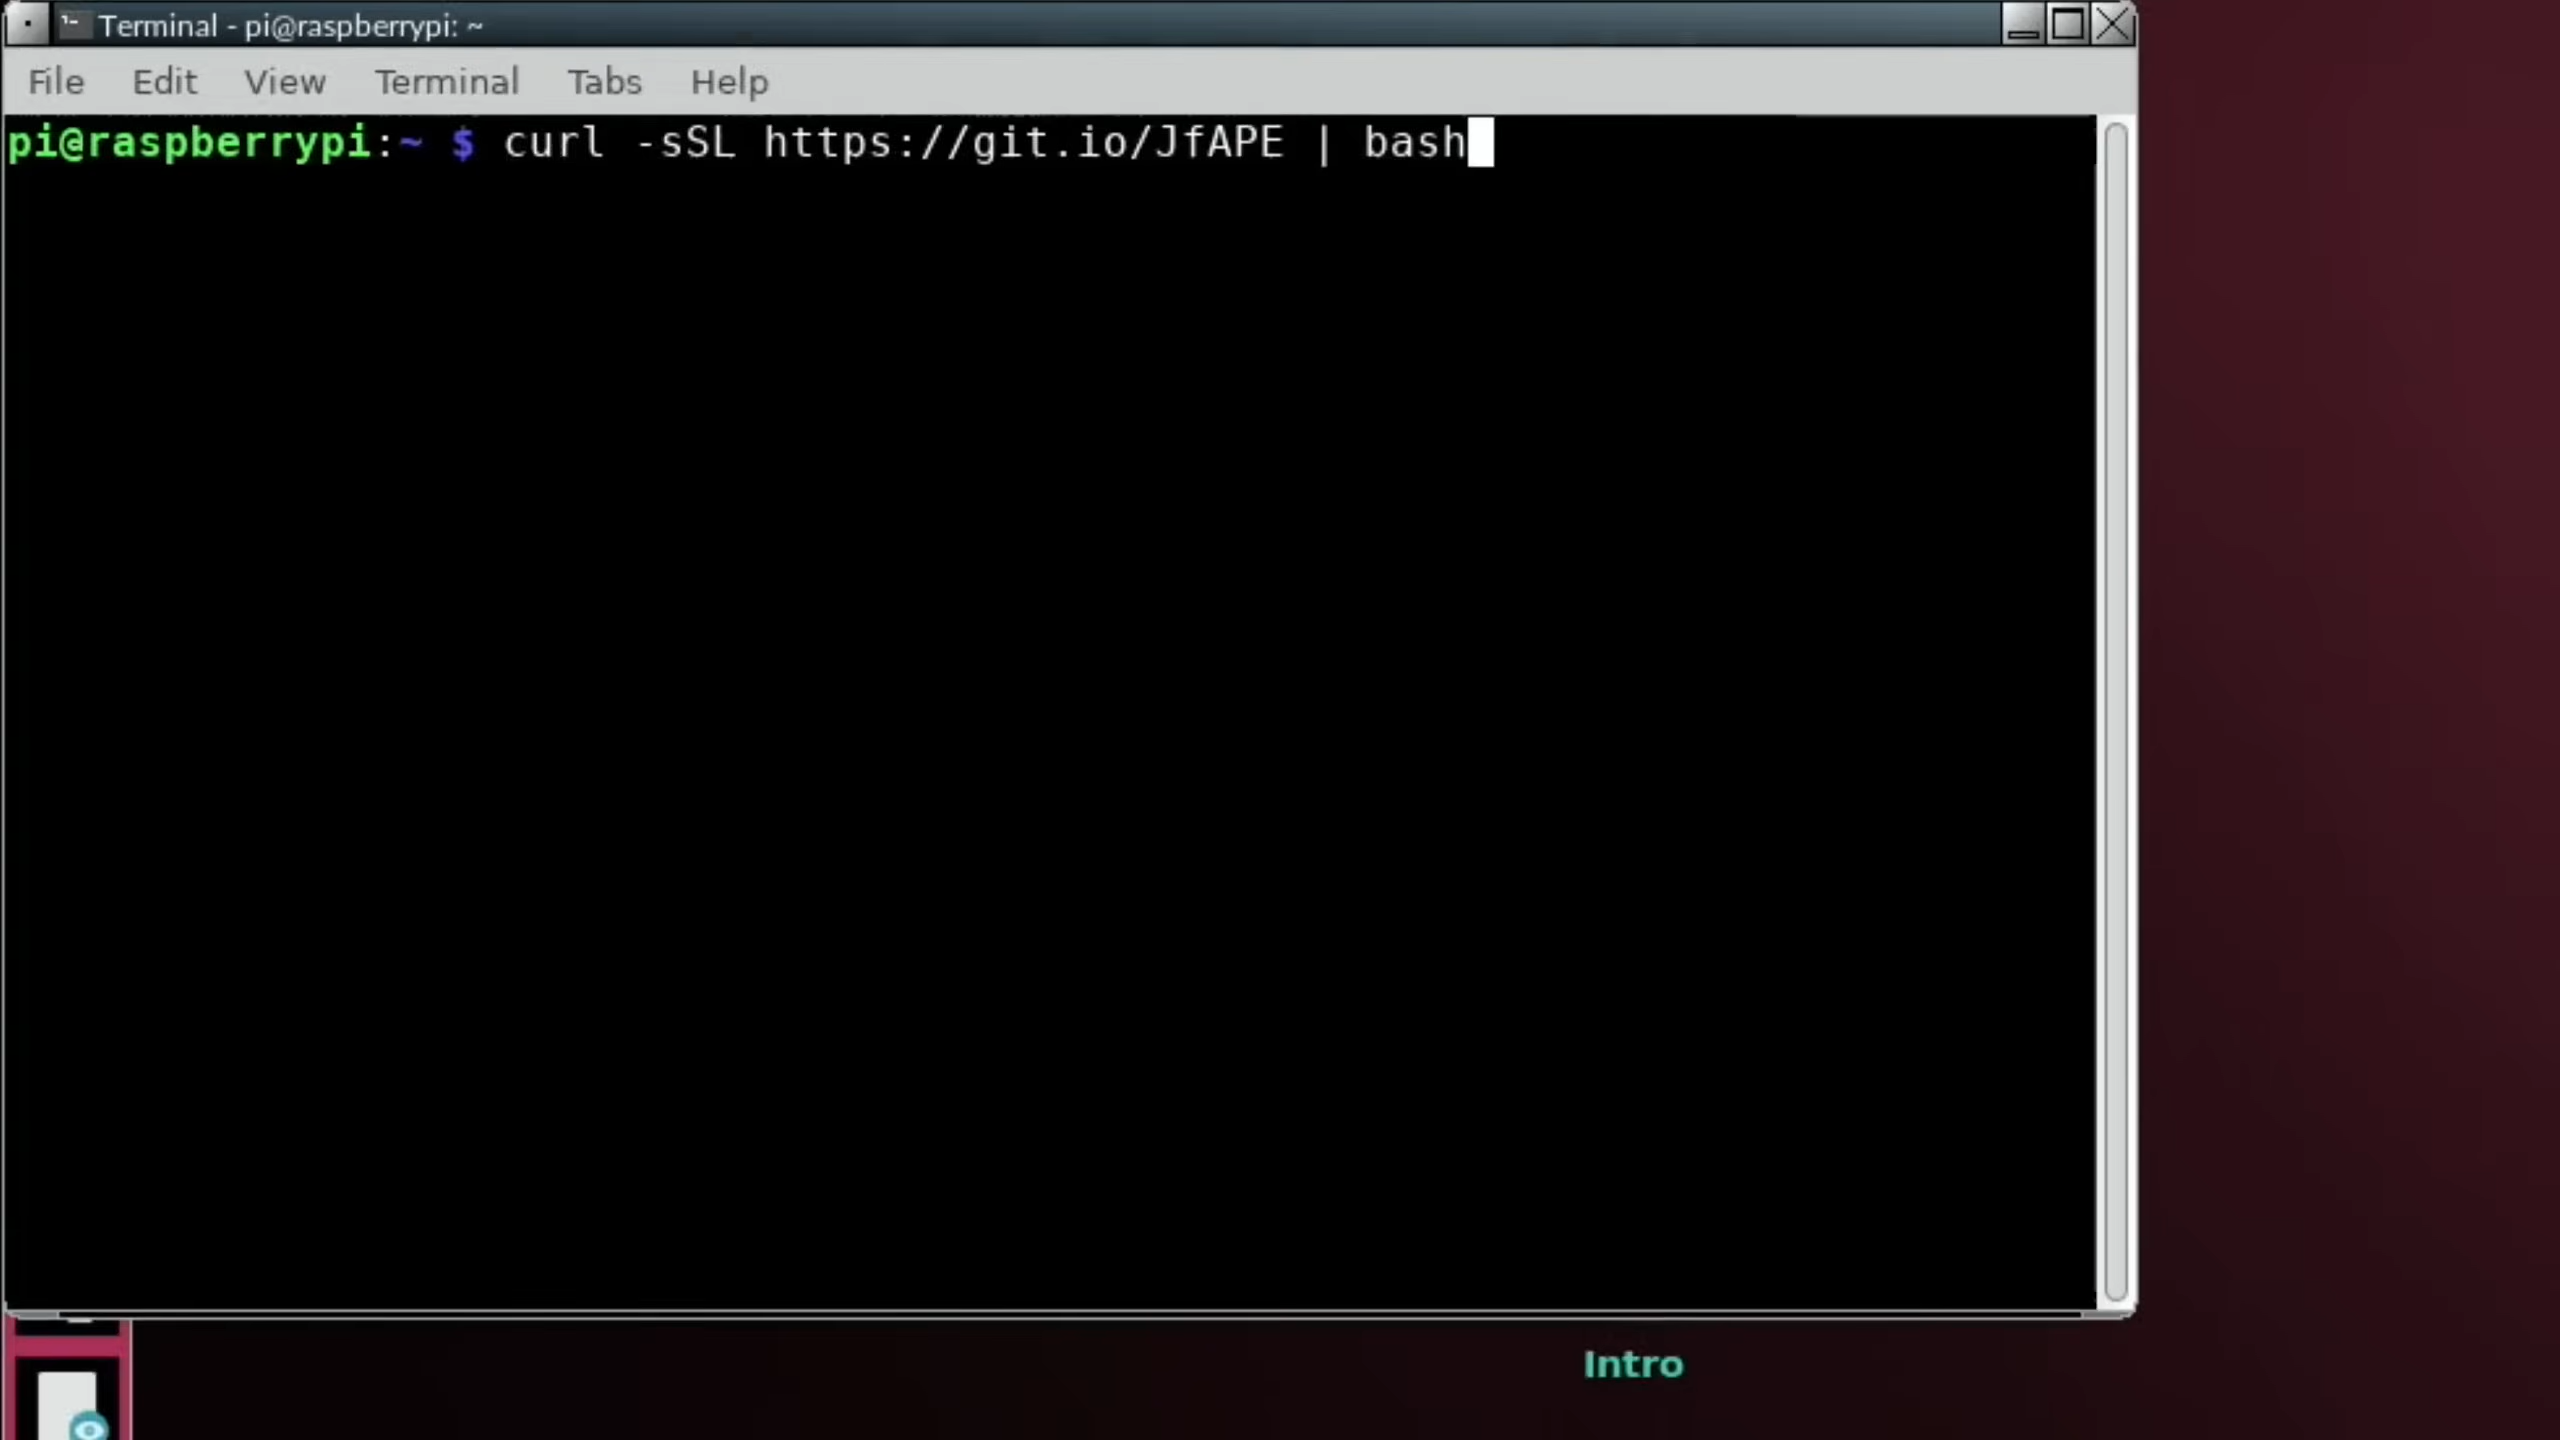 Terminal - pi@raspberrypi: ~
File Edit View Terminal Tabs Help
pi@raspberrypi:~ $ curl -sSL https://git.io/JfAPE | bash
Intro